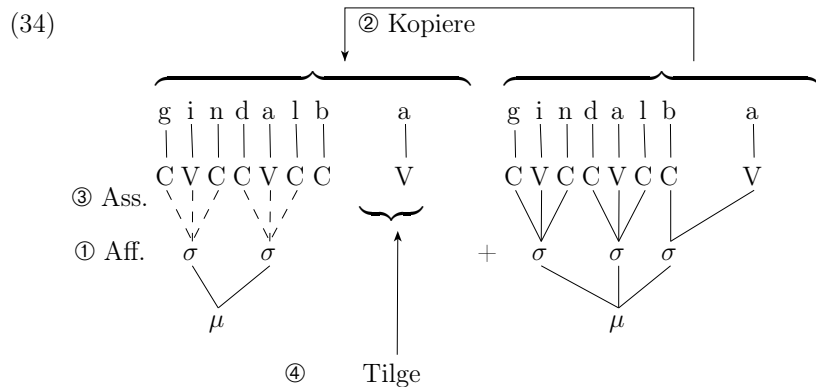 (34) ② Kopiere
g i n d a l b a g i n d a l b a
C V C C V C C V C V C C V C C V
③ Ass.
① Aff. σ σ + σ σ σ
μ μ
④ Tilge